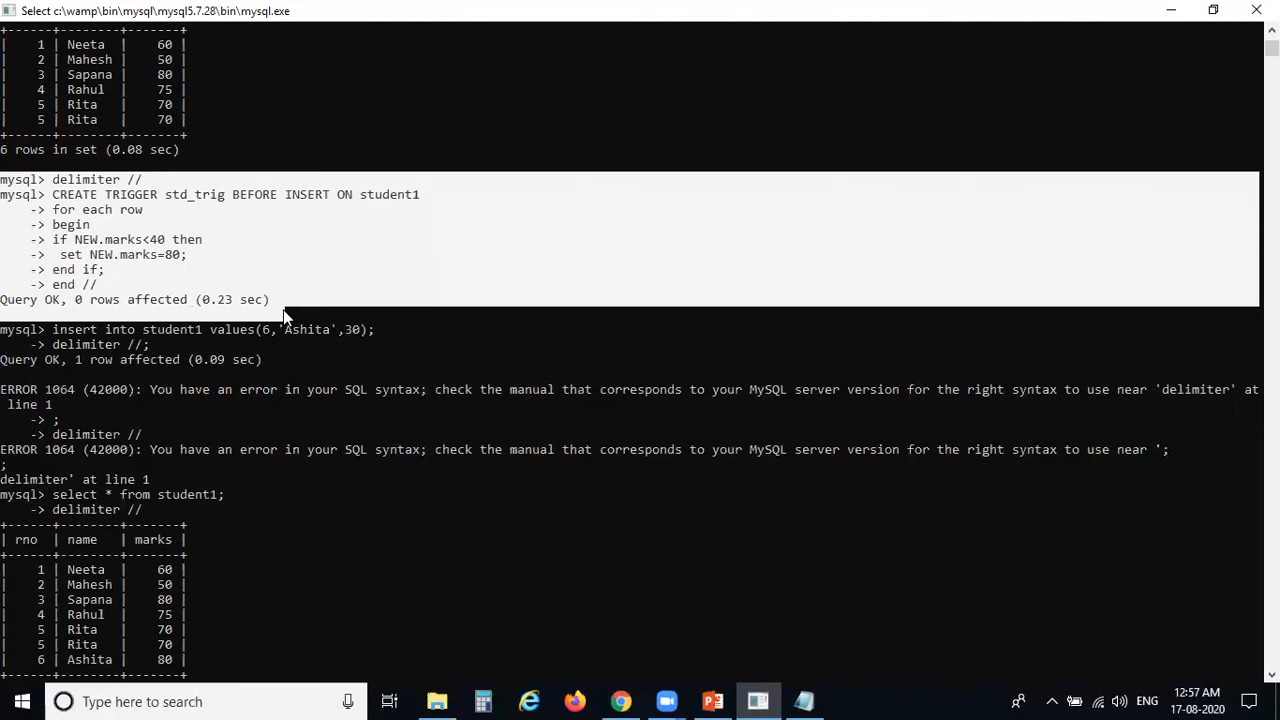 Select c:\wamp\bin\mysql\mysql5.7.28\bin\mysql.exe
+------+--------+-------+
|    1 | Neeta  |    60 |
|    2 | Mahesh |    50 |
|    3 | Sapana |    80 |
|    4 | Rahul  |    75 |
|    5 | Rita   |    70 |
|    5 | Rita   |    70 |
+------+--------+-------+
6 rows in set (0.08 sec)
mysql> delimiter //
mysql> CREATE TRIGGER std_trig BEFORE INSERT ON student1
    -> for each row
    -> begin
    -> if NEW.marks<40 then
    ->  set NEW.marks=80;
    -> end if;
    -> end //
Query OK, 0 rows affected (0.23 sec)
mysql> insert into student1 values(6,'Ashita',30);
    -> delimiter //;
Query OK, 1 row affected (0.09 sec)
ERROR 1064 (42000): You have an error in your SQL syntax; check the manual that corresponds to your MySQL server version for the right syntax to use near 'delimiter' at
 line 1
    -> ;
    -> delimiter //
ERROR 1064 (42000): You have an error in your SQL syntax; check the manual that corresponds to your MySQL server version for the right syntax to use near ';
;
delimiter' at line 1
mysql> select * from student1;
    -> delimiter //
+------+--------+-------+
| rno  | name   | marks |
+------+--------+-------+
|    1 | Neeta  |    60 |
|    2 | Mahesh |    50 |
|    3 | Sapana |    80 |
|    4 | Rahul  |    75 |
|    5 | Rita   |    70 |
|    5 | Rita   |    70 |
|    6 | Ashita |    80 |
+------+--------+-------+
Type here to search
ENG
12:57 AM
17-08-2020